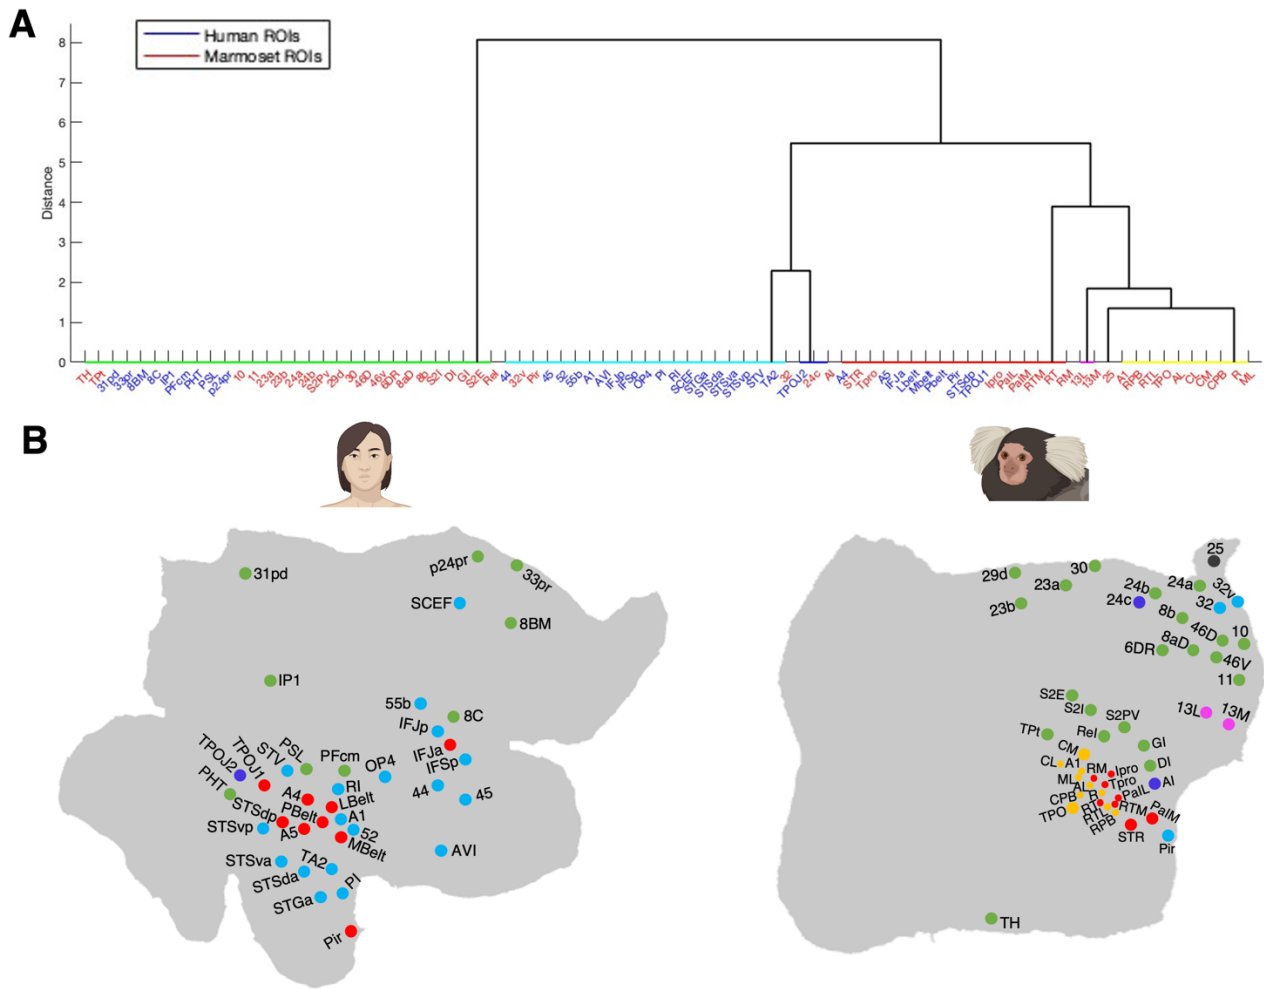 A
Human ROIs
Marmoset ROIs
Distance
8
7
6
5
4
3
2
1
0
TH TPt 31pd 33pr 8BM 8C IP1 PFcm PHT PSL p24pr 10 11 23a 23b 24a 24b S2Pv 29d 30 46D 46v 6DR 8aD 8b S2I DI GI S2E ReI 44 32v Pir 45 52 55b A1 AVI IFJp IFSp OP4 PI RI SCEF STGa STSda STSva STSvp STV TA2 32 TPOJ2 24c AI A4 STR Tpro A5 IFJa Lbelt Mbelt Pbelt Pir STSdp TPOJ1 Ipro PaIL PaIM RTM RT RM 13L 13M 25 A1 RPB RTL TPO AL CL CM CPB R ML
B
31pd
p24pr
33pr
SCEF
8BM
IP1
55b
8C
IFJp
IFJa
IFSp
TPOJ2
TPOJ1
STV
PSL
PFcm
OP4
PHT
RI
44
45
A4
LBelt
STSdp
PBelt
A1
STSvp
A5
52
MBelt
AVI
STSva
TA2
STSda
PI
STGa
Pir
25
29d
30
23a
24b
24a
32v
23b
24c
32
8b
46D
10
6DR
8aD
46V
11
S2E
S2I
13L
13M
TPt
ReI
S2PV
GI
CM
CL
A1
RM
Ipro
DI
ML
AL
Tpro
AI
CPB
R
PaIL
TPO
RT
RTM
PaIM
RTL
RPB
STR
Pir
TH